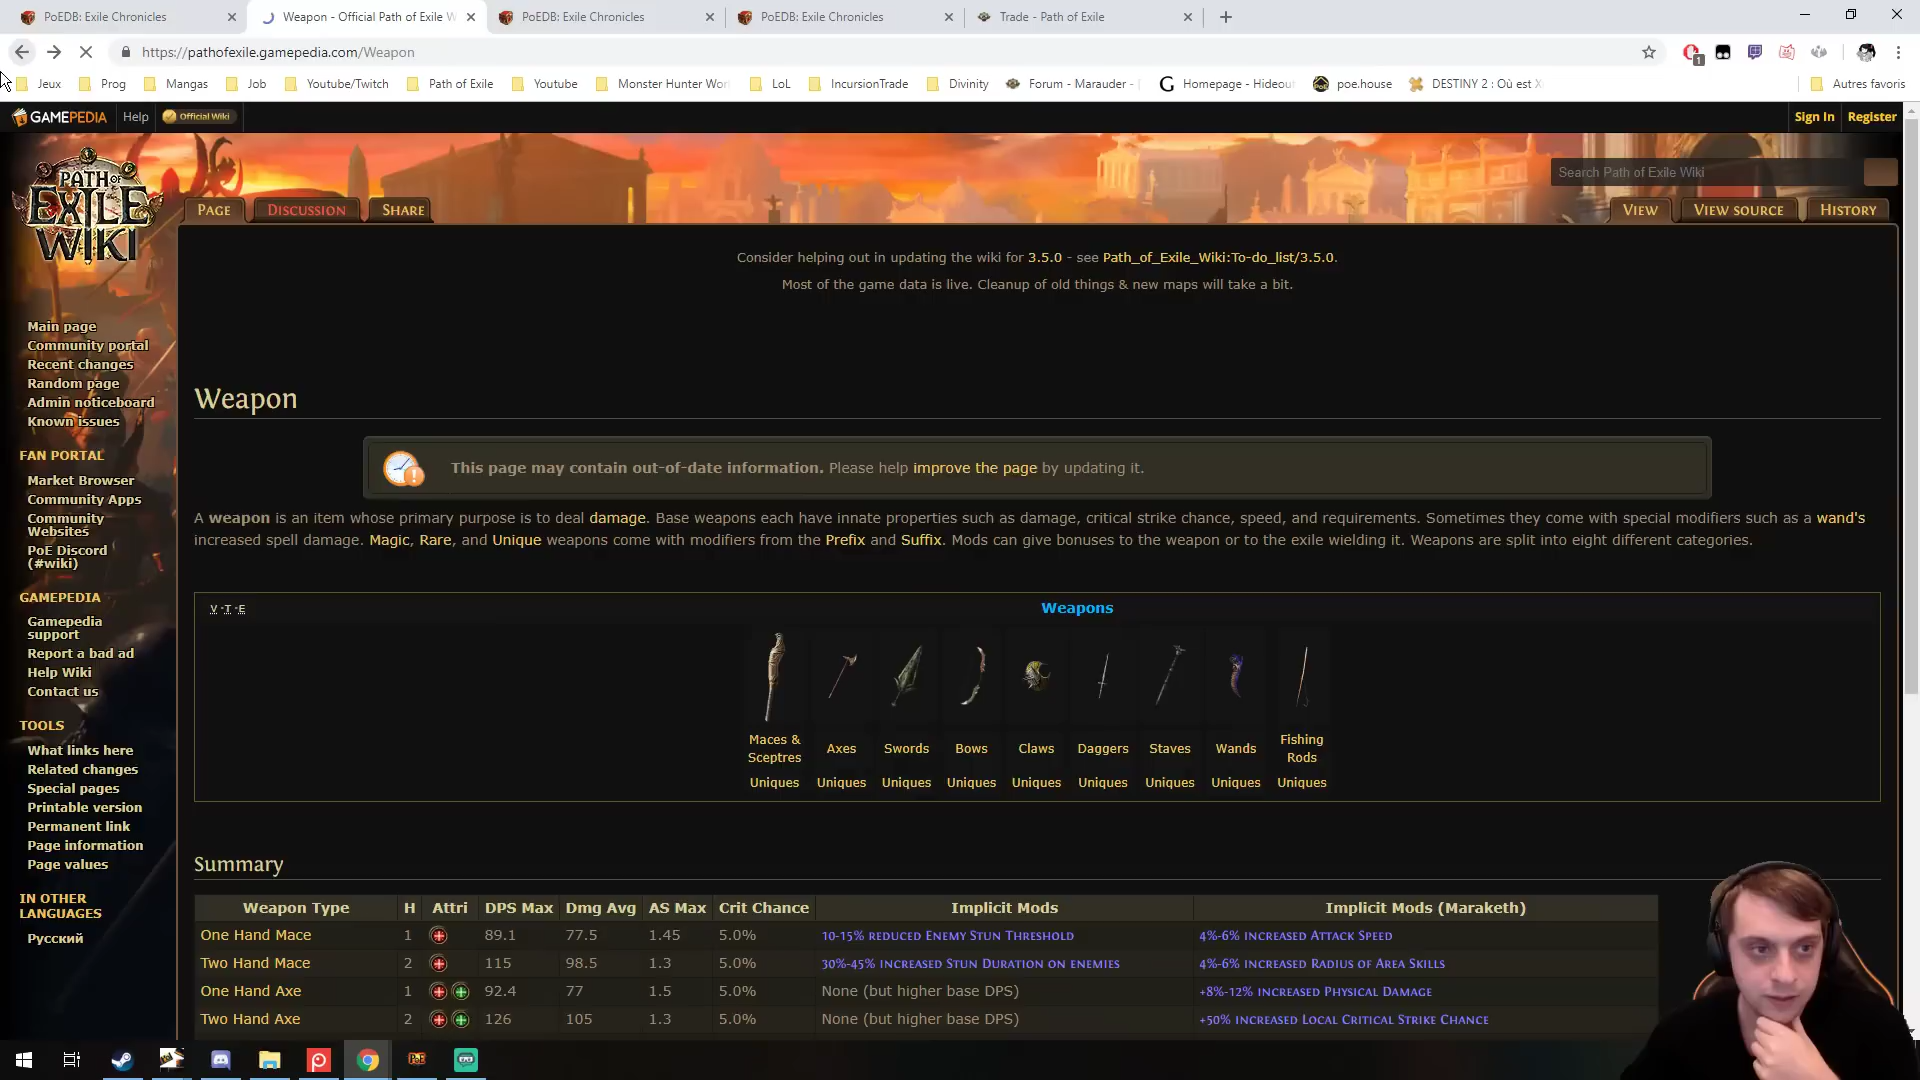 PoEDB: Exile Chronicles
Weapon - Official Path of Exile W
PoEDB: Exile Chronicles
PoEDB: Exile Chronicles
Trade - Path of Exile
https://pathofexile.gamepedia.com/Weapon
1
Jeux
Prog
Mangas
Job
Youtube/Twitch
Path of Exile
Youtube
Monster Hunter Wor
LoL
IncursionTrade
Divinity
Forum - Marauder -
Homepage - Hideou
poe.house
DESTINY 2 : Où est X
Autres favoris
GAMEPEDIA
Help
Official Wiki
Sign In
Register
PATH OF EXILE WIKI
Search Path of Exile Wiki
PAGE
DISCUSSION
SHARE
VIEW
VIEW SOURCE
HISTORY
Consider helping out in updating the wiki for 3.5.0 - see Path_of_Exile_Wiki:To-do_list/3.5.0.
Most of the game data is live. Cleanup of old things & new maps will take a bit.
Main page
Community portal
Recent changes
Random page
Admin noticeboard
Known issues
FAN PORTAL
Market Browser
Community Apps
Community
Websites
PoE Discord
(#wiki)
GAMEPEDIA
Gamepedia
support
Report a bad ad
Help Wiki
Contact us
TOOLS
What links here
Related changes
Special pages
Printable version
Permanent link
Page information
Page values
IN OTHER
LANGUAGES
Русский
Weapon
This page may contain out-of-date information. Please help improve the page by updating it.
A weapon is an item whose primary purpose is to deal damage. Base weapons each have innate properties such as damage, critical strike chance, speed, and requirements. Sometimes they come with special modifiers such as a wand's
increased spell damage. Magic, Rare, and Unique weapons come with modifiers from the Prefix and Suffix. Mods can give bonuses to the weapon or to the exile wielding it. Weapons are split into eight different categories.
V · T · E
Weapons
Maces &
Sceptres
Axes
Swords
Bows
Claws
Daggers
Staves
Wands
Fishing
Rods
Uniques
Uniques
Uniques
Uniques
Uniques
Uniques
Uniques
Uniques
Uniques
Summary
Weapon Type H Attri DPS Max Dmg Avg AS Max Crit Chance Implicit Mods Implicit Mods (Maraketh)
One Hand Mace 1 89.1 77.5 1.45 5.0% 10-15% REDUCED ENEMY STUN THRESHOLD 4%-6% INCREASED ATTACK SPEED
Two Hand Mace 2 115 98.5 1.3 5.0% 30%-45% INCREASED STUN DURATION ON ENEMIES 4%-6% INCREASED RADIUS OF AREA SKILLS
One Hand Axe 1 92.4 77 1.5 5.0% None (but higher base DPS) +8%-12% INCREASED PHYSICAL DAMAGE
Two Hand Axe 2 126 105 1.3 5.0% None (but higher base DPS) +50% INCREASED LOCAL CRITICAL STRIKE CHANCE